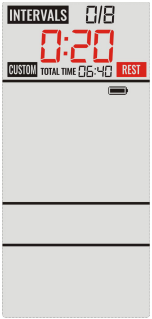 INTERVALS 0/8
0:20
CUSTOM TOTAL TIME 06:40 REST